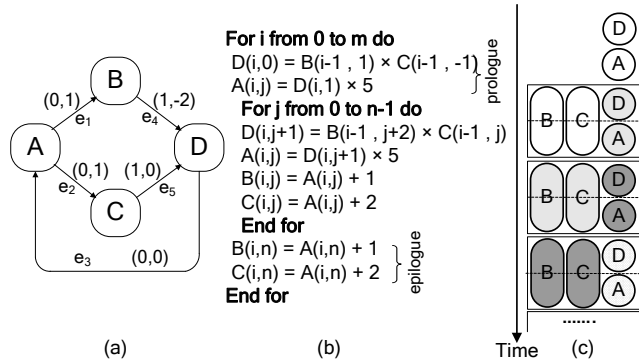 B
(0,1)
(1,-2)
e1
e4
A
D
(0,1)
(1,0)
e2
e5
C
e3
(0,0)
(a)
For i from 0 to m do
D(i,0) = B(i-1 , 1) × C(i-1 , -1)
A(i,j) = D(i,1) × 5
prologue
For j from 0 to n-1 do
D(i,j+1) = B(i-1 , j+2) × C(i-1 , j)
A(i,j) = D(i,j+1) × 5
B(i,j) = A(i,j) + 1
C(i,j) = A(i,j) + 2
End for
B(i,n) = A(i,n) + 1
C(i,n) = A(i,n) + 2
epilogue
End for
(b)
D
A
B C D
A
B C D
A
B C D
A
.......
Time
(c)